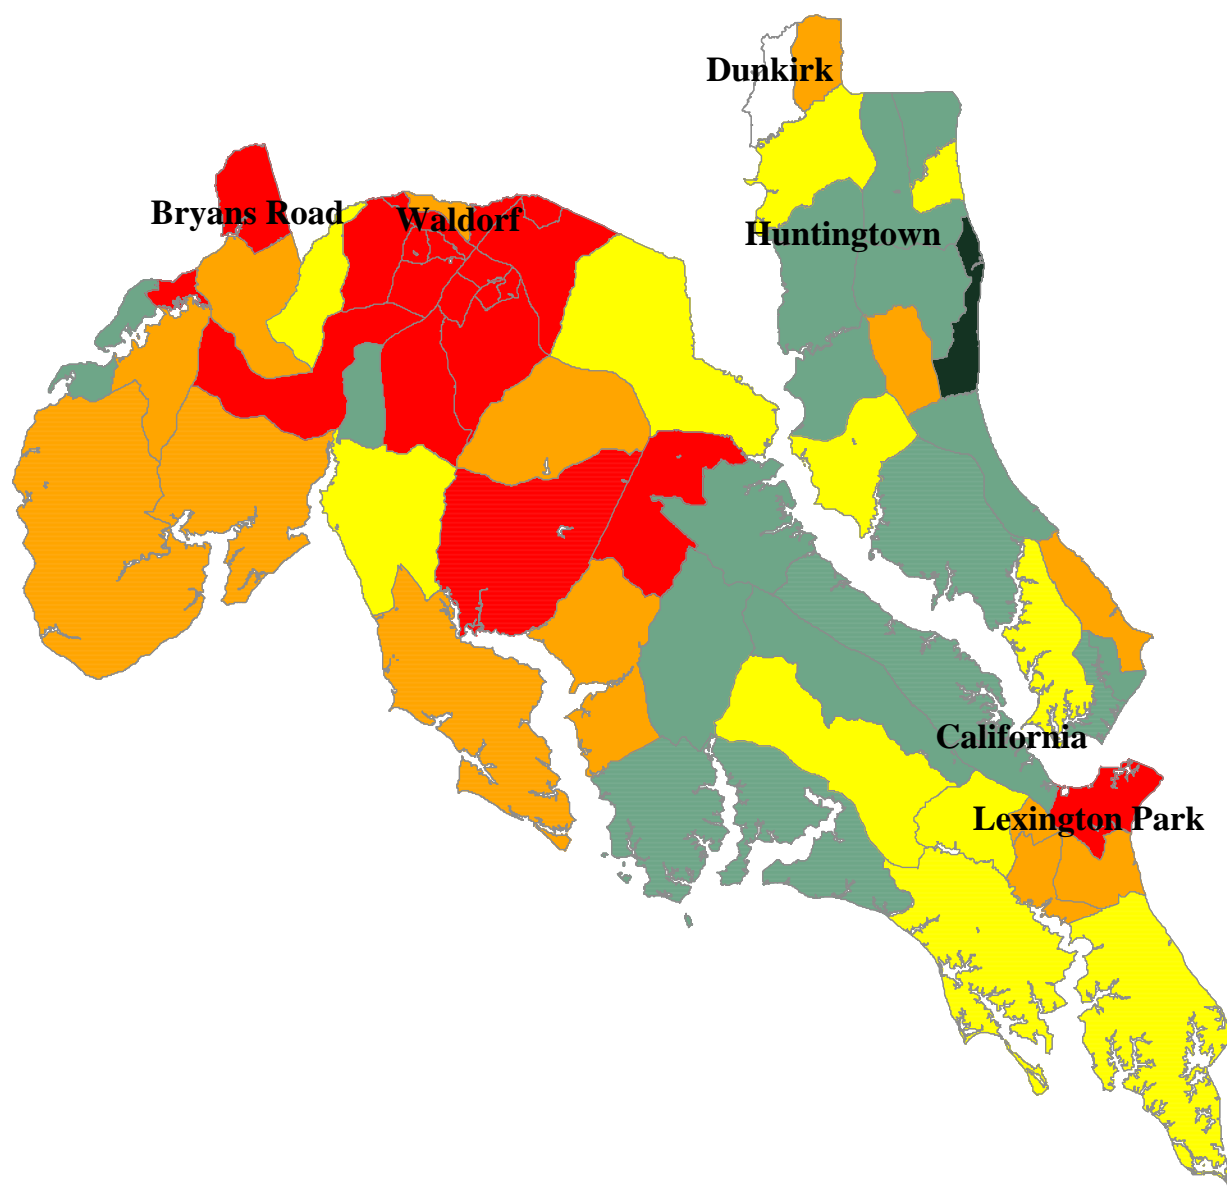 Dunkirk
Bryans Road
Waldorf
Huntingtown
California
Lexington Park